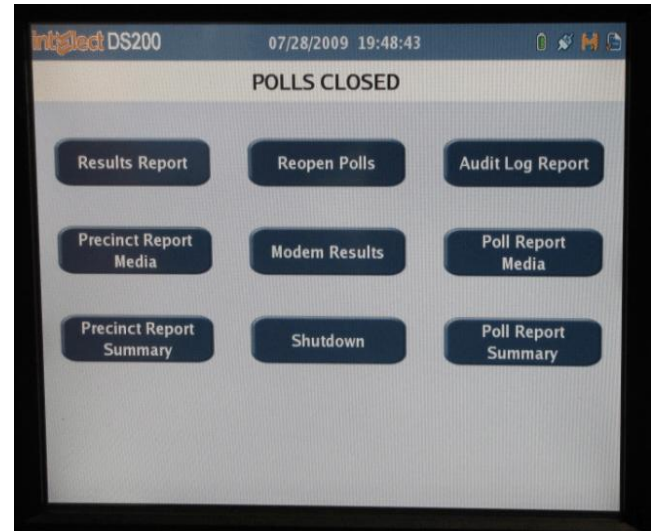 intElect DS200 07/28/2009 19:48:43
POLLS CLOSED
Results Report Reopen Polls Audit Log Report
Precinct Report
Media
Modem Results
Poll Report
Media
Precinct Report
Summary
Shutdown
Poll Report
Summary